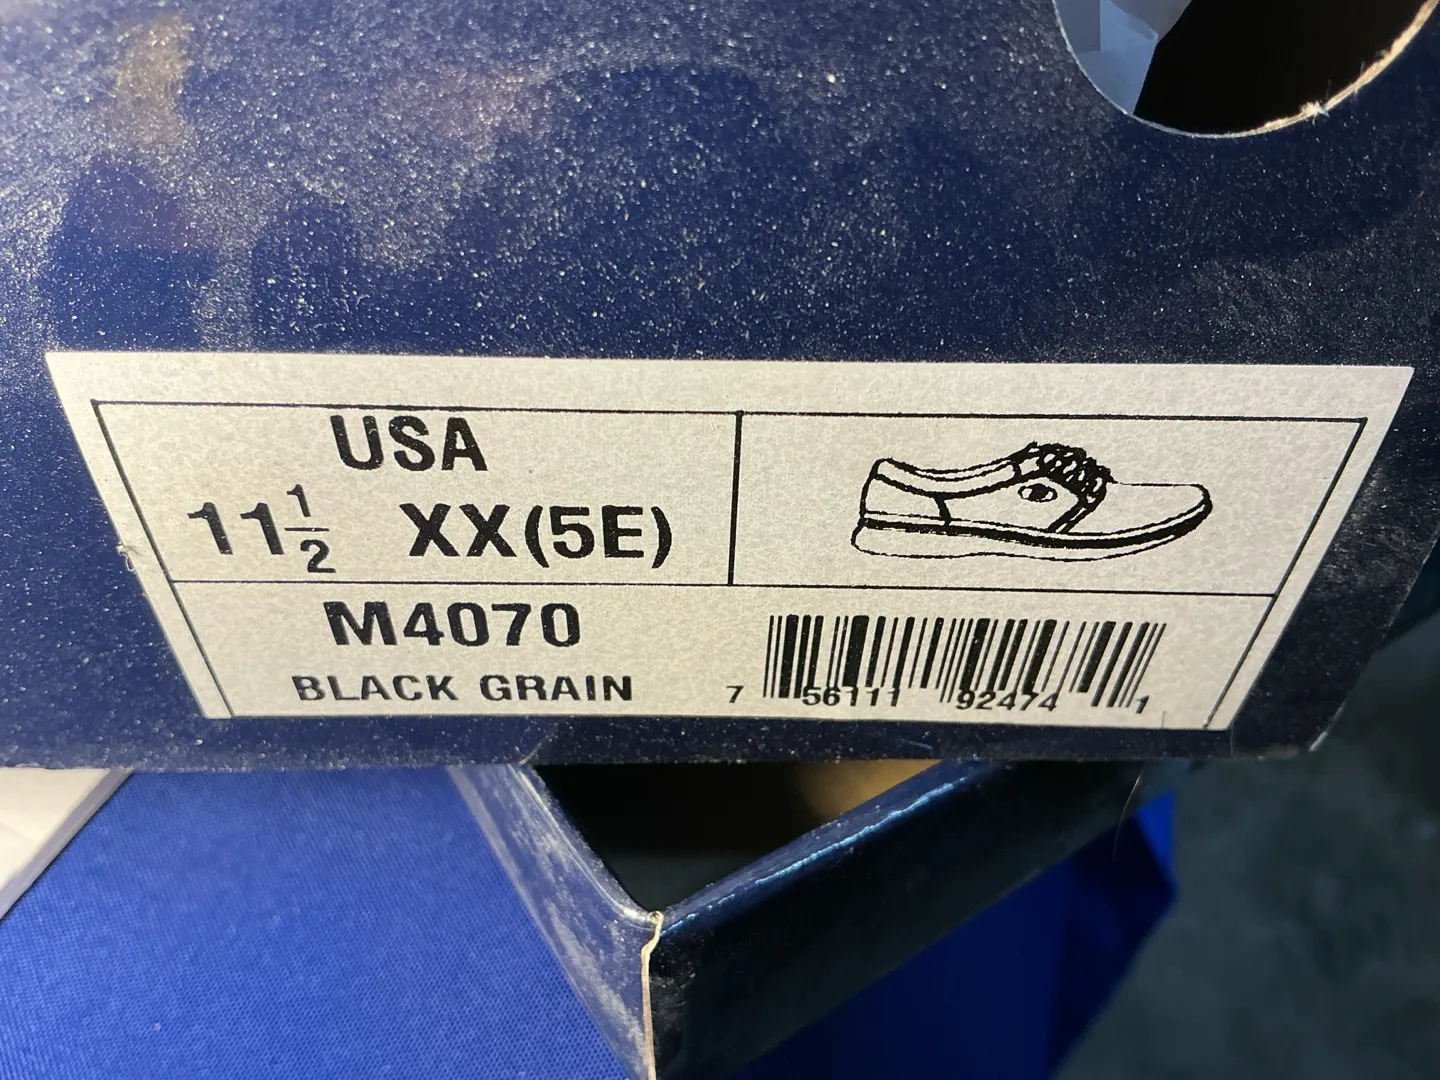 USA
11 1/2 XX(5E)
M4070
BLACK GRAIN
7 56111 92474 1